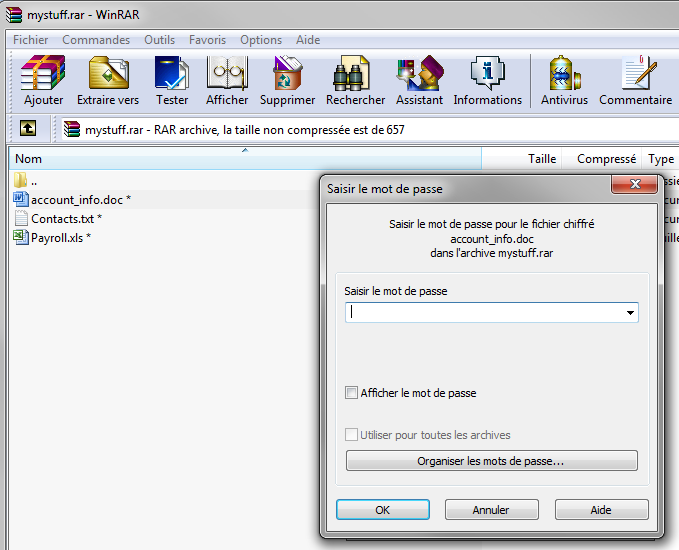 mystuff.rar - WinRAR
Fichier Commandes Outils Favoris Options Aide
Ajouter Extraire vers Tester Afficher Supprimer Rechercher Assistant Informations Antivirus Commentaire
mystuff.rar - RAR archive, la taille non compressée est de 657
Nom Taille Compressé Type
..
account_info.doc *
Contacts.txt *
Payroll.xls *
Saisir le mot de passe
Saisir le mot de passe pour le fichier chiffré
account_info.doc
dans l'archive mystuff.rar
Saisir le mot de passe
Afficher le mot de passe
Utiliser pour toutes les archives
Organiser les mots de passe...
OK Annuler Aide